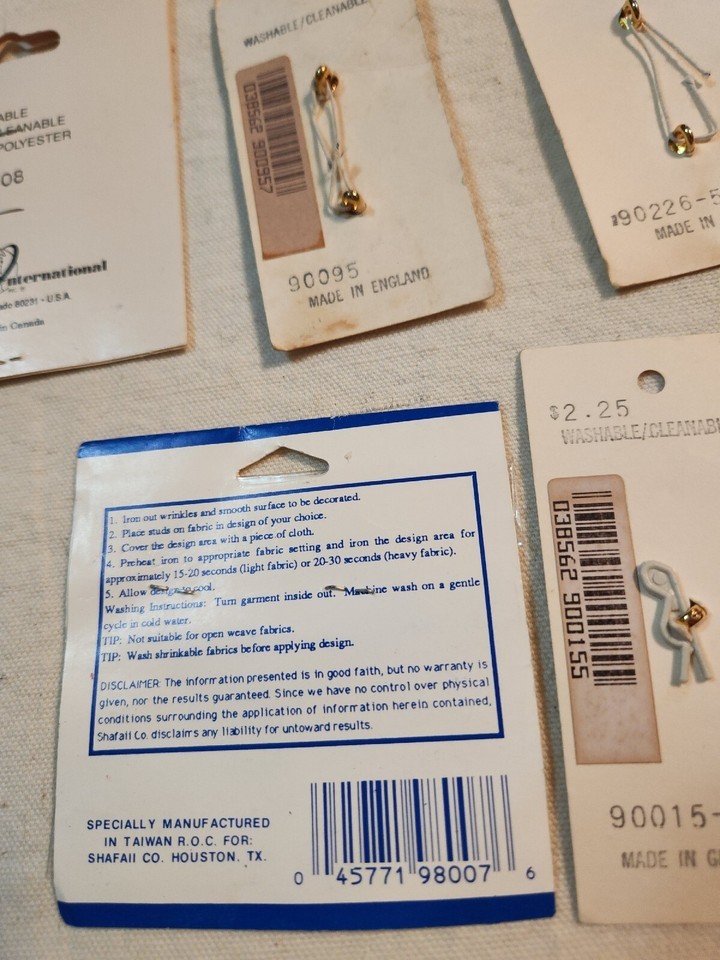 ABLE
CLEANABLE
POLYESTER
08
International
80231 - U.S.A
in Canada
WASHABLE/CLEANABLE
038562 900957
90095
MADE IN ENGLAND
90226-5
MADE IN
$2.25
WASHABLE/CLEANABL
038562 900155
90015-
MADE IN G
1. Iron out wrinkles and smooth surface to be decorated.
2. Place studs on fabric in design of your choice.
3. Cover the design area with a piece of cloth.
4. Preheat iron to appropriate fabric setting and iron the design area for
approximately 15-20 seconds (light fabric) or 20-30 seconds (heavy fabric).
5. Allow design to cool.
Washing Instructions: Turn garment inside out. Machine wash on a gentle
cycle in cold water.
TIP: Not suitable for open weave fabrics.
TIP: Wash shrinkable fabrics before applying design.
DISCLAIMER: The information presented is in good faith, but no warranty is
given, nor the results guaranteed. Since we have no control over physical
conditions surrounding the application of information herein contained,
Shafaii Co. disclaims any liability for untoward results.
SPECIALLY MANUFACTURED
IN TAIWAN R.O.C. FOR:
SHAFAII CO. HOUSTON, TX.
0 45771 98007 6